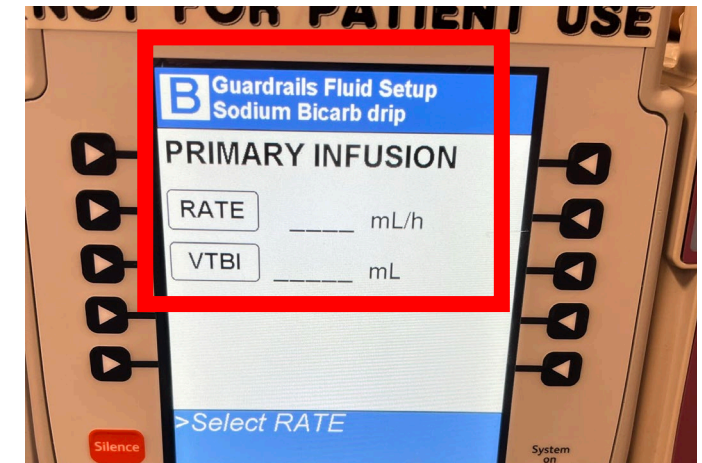 NOT FOR PATIENT USE
B
Guardrails Fluid Setup
Sodium Bicarb drip
PRIMARY INFUSION
RATE ____ mL/h
VTBI _____ mL
>Select RATE
Silence
System
on